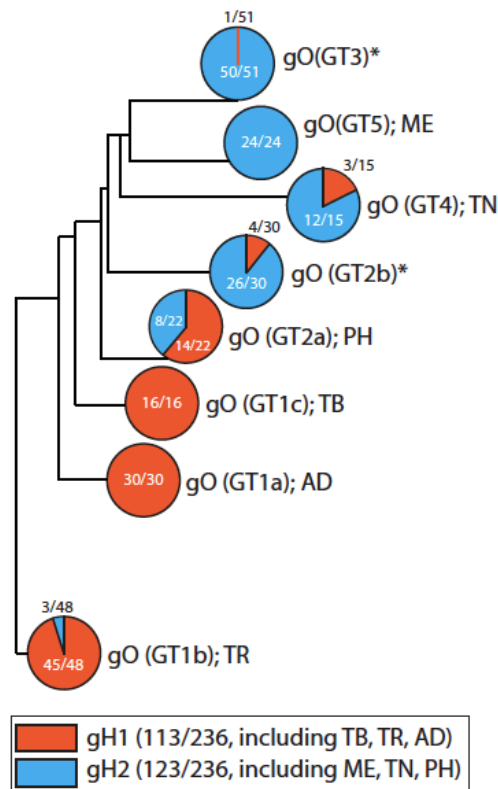 1/51
50/51
gO(GT3)*
24/24
gO(GT5); ME
3/15
12/15
gO (GT4); TN
4/30
26/30
gO (GT2b)*
8/22
14/22
gO (GT2a); PH
16/16
gO (GT1c); TB
30/30
gO (GT1a); AD
3/48
45/48
gO (GT1b); TR
gH1 (113/236, including TB, TR, AD)
gH2 (123/236, including ME, TN, PH)